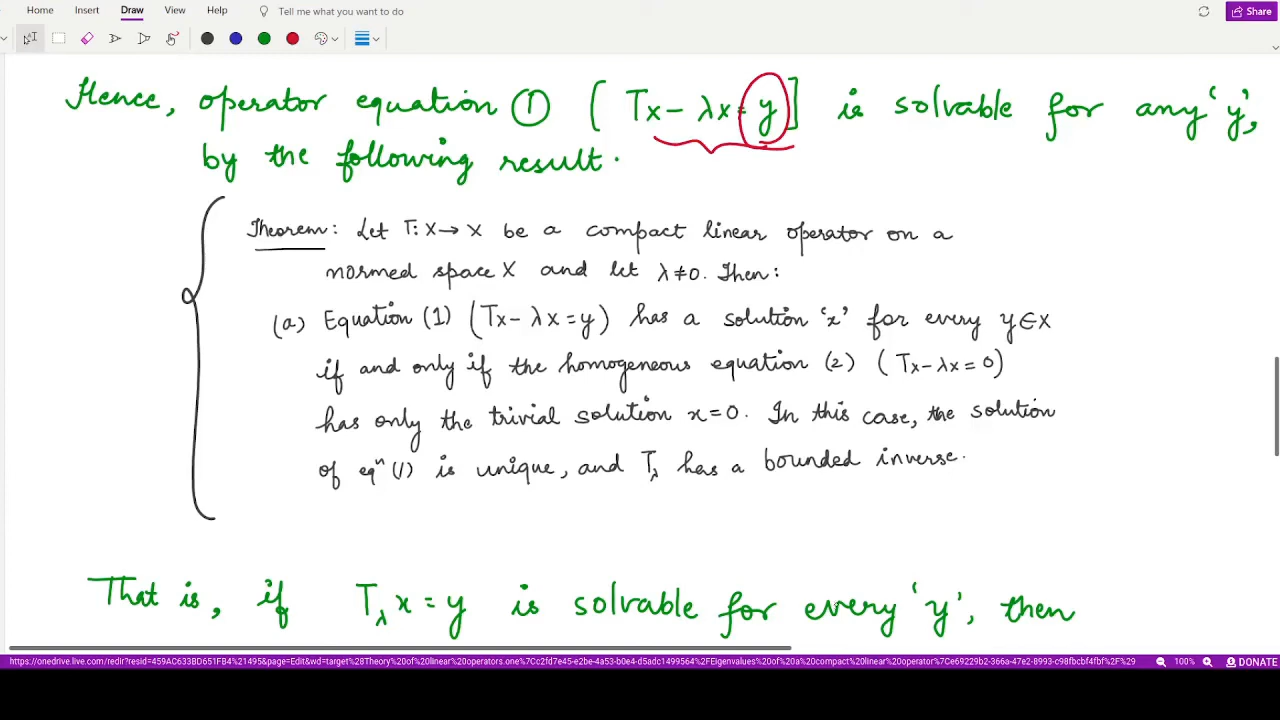 Home Insert Draw View Help Tell me what you want to do Share
Hence, operator equation ① [Tx - λx = y] is solvable for any 'y',
by the following result.
Theorem: Let T: X → X be a compact linear operator on a
normed space X and let λ ≠ 0. Then:
(a) Equation (1) (Tx - λx = y) has a solution 'x' for every y ∈ X
if and only if the homogeneous equation (2) (Tx - λx = 0)
has only the trivial solution x = 0. In this case, the solution
of eqⁿ (1) is unique, and T_λ has a bounded inverse.
That is, if T_λ x = y is solvable for every 'y', then
100% DONATE